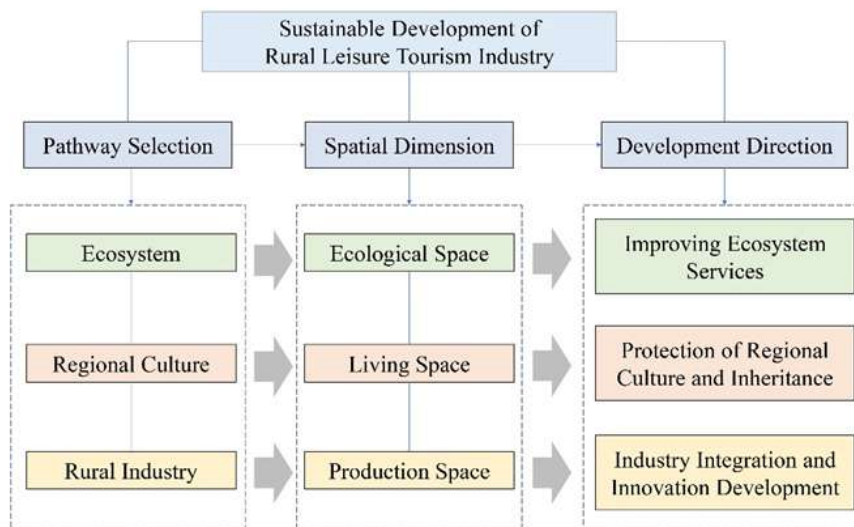 Sustainable Development of
Rural Leisure Tourism Industry
Pathway Selection
Spatial Dimension
Development Direction
Ecosystem
Ecological Space
Improving Ecosystem
Services
Regional Culture
Living Space
Protection of Regional
Culture and Inheritance
Rural Industry
Production Space
Industry Integration and
Innovation Development